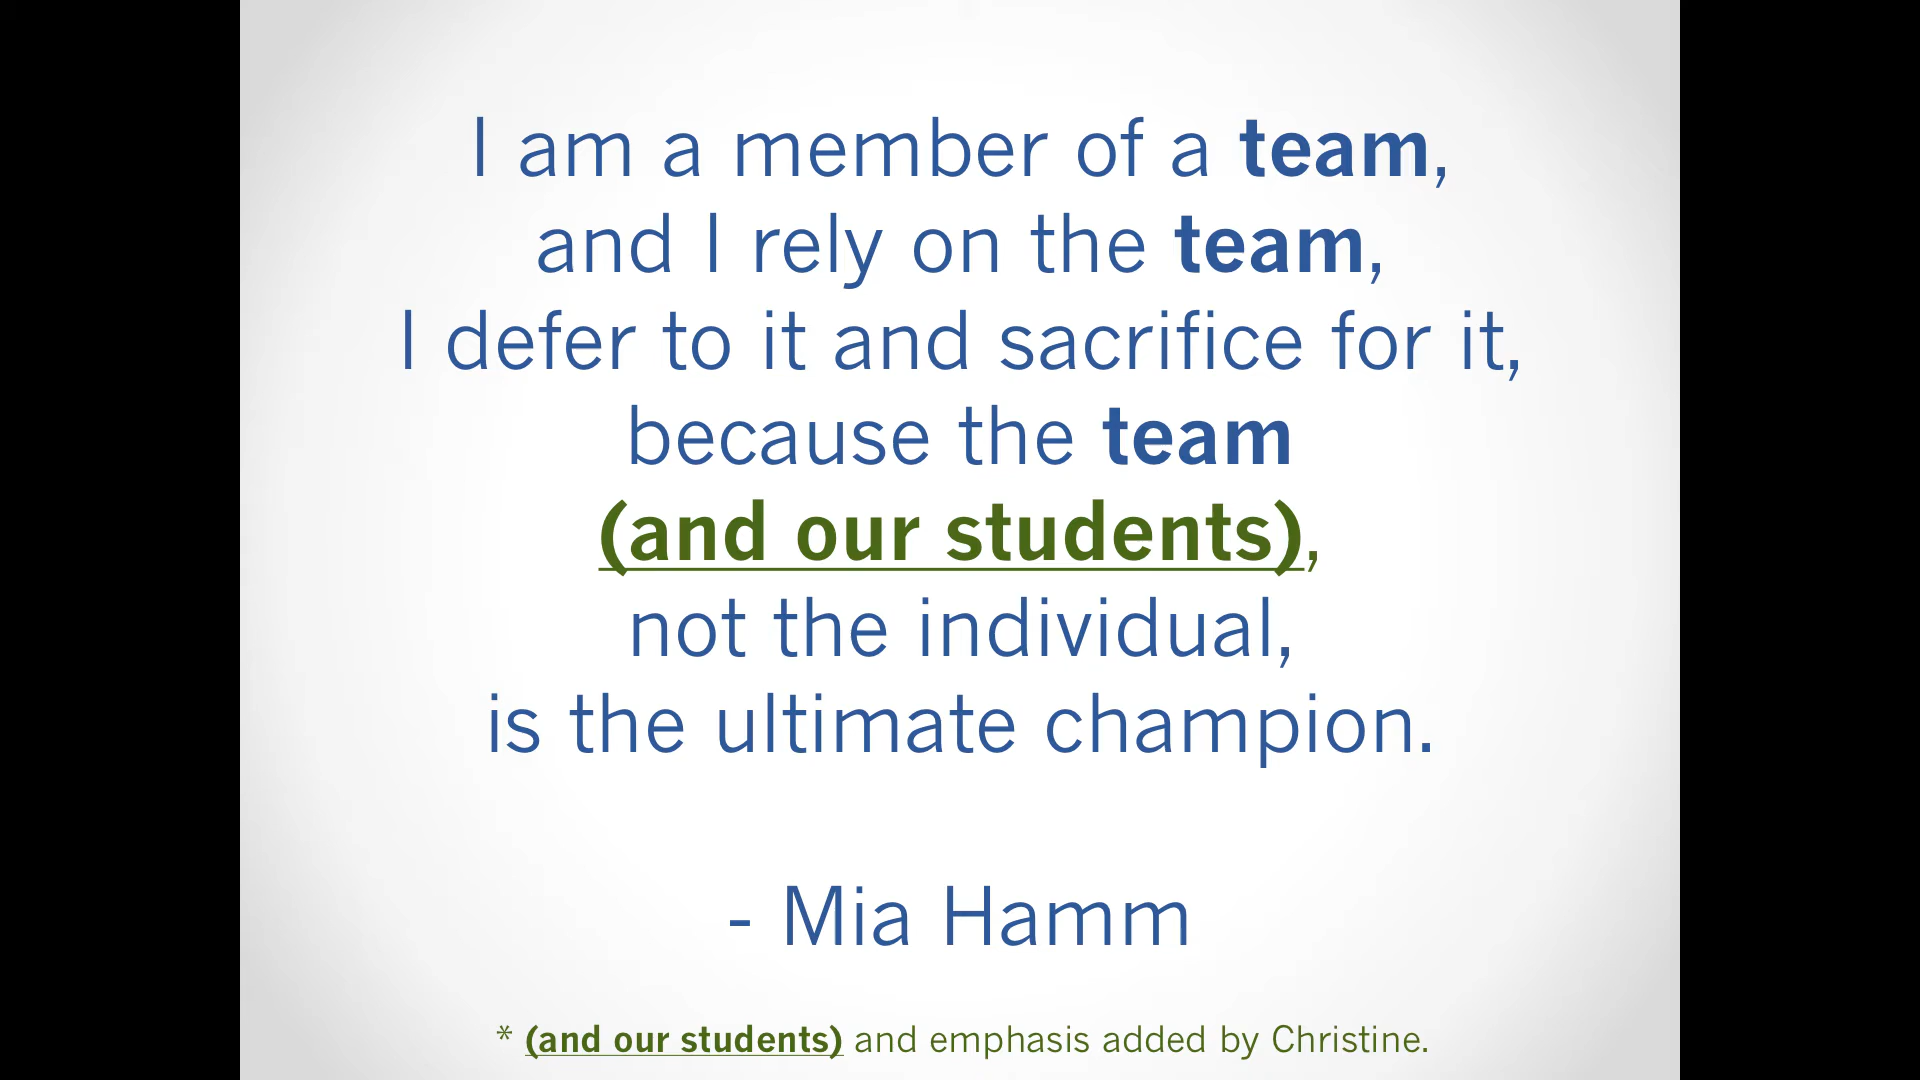 I am a member of a team,
and I rely on the team,
I defer to it and sacrifice for it,
because the team
(and our students),
not the individual,
is the ultimate champion.
- Mia Hamm
* (and our students) and emphasis added by Christine.